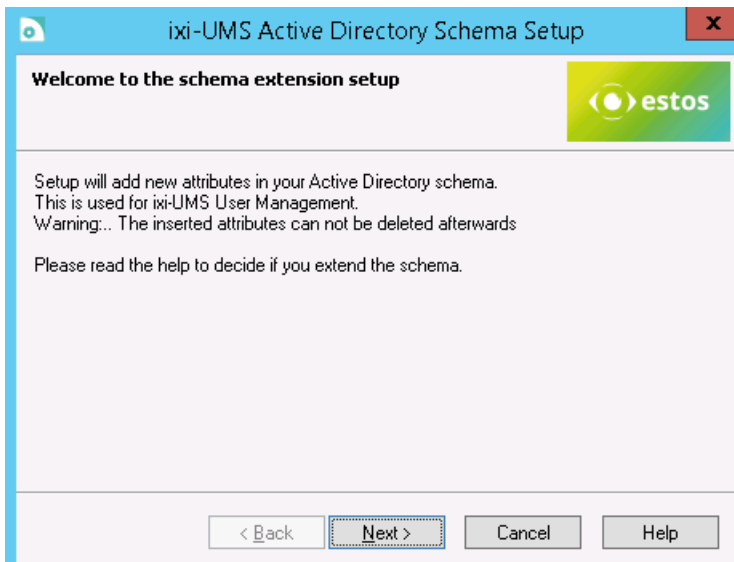 ixi-UMS Active Directory Schema Setup
x
Welcome to the schema extension setup
estos
Setup will add new attributes in your Active Directory schema.
This is used for ixi-UMS User Management.
Warning:.. The inserted attributes can not be deleted afterwards
Please read the help to decide if you extend the schema.
< Back
Next >
Cancel
Help